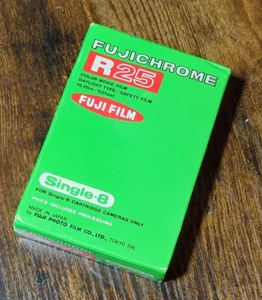 FUJICHROME
R25
COLOR MOVIE FILM
DAYLIGHT TYPE · SAFETY FILM
FUJI FILM
Single-8
FOR Single-8 CARTRIDGE CAMERAS ONLY
PRICE INCLUDES PROCESSING
MADE IN JAPAN
by FUJI PHOTO FILM CO., LTD., TOKYO 106,